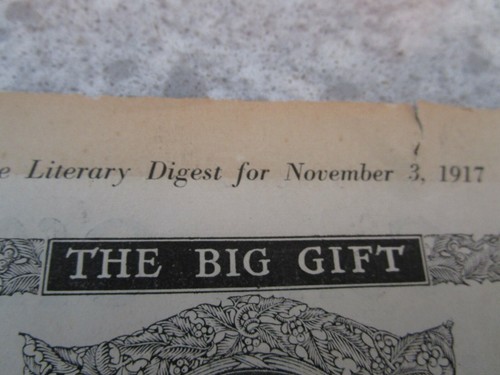 e Literary Digest for November 3, 1917
THE BIG GIFT